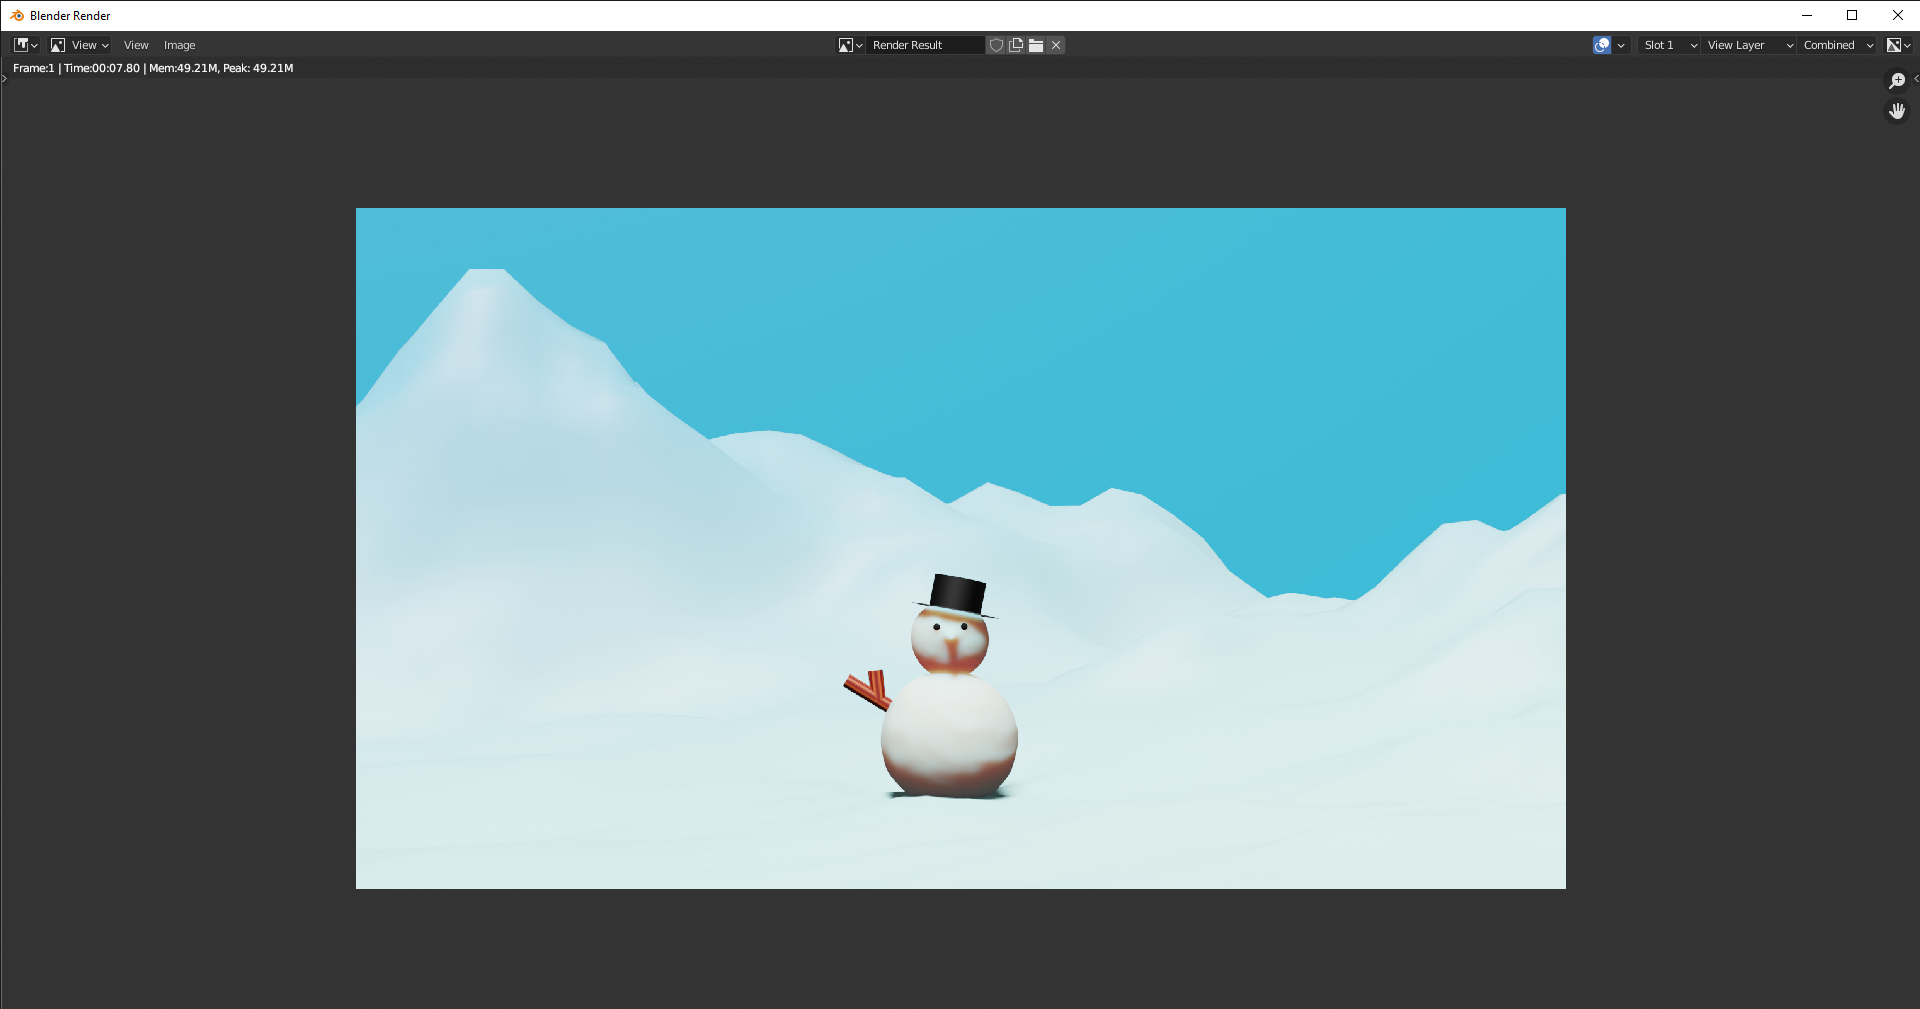 Blender Render
View View Image Render Result Slot 1 View Layer Combined
Frame:1 | Time:00:07.80 | Mem:49.21M, Peak: 49.21M